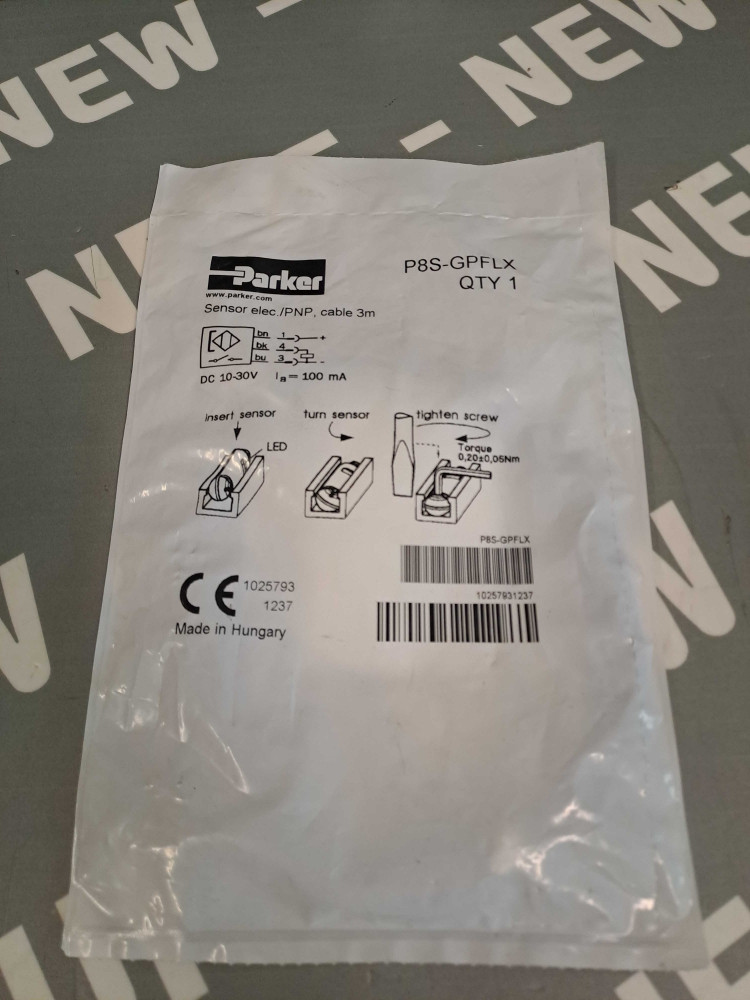 NEW -
- NEW
NE
E - NEW
NEW
Parker
www.parker.com
P8S-GPFLX
QTY 1
Sensor elec./PNP, cable 3m
bn 1 +
bk 4
bu 3 -
DC 10-30V Ia = 100 mA
insert sensor
LED
turn sensor
tighten screw
Torque
0,20±0,05Nm
P8S-GPFLX
10257931237
CE 1025793
1237
Made in Hungary